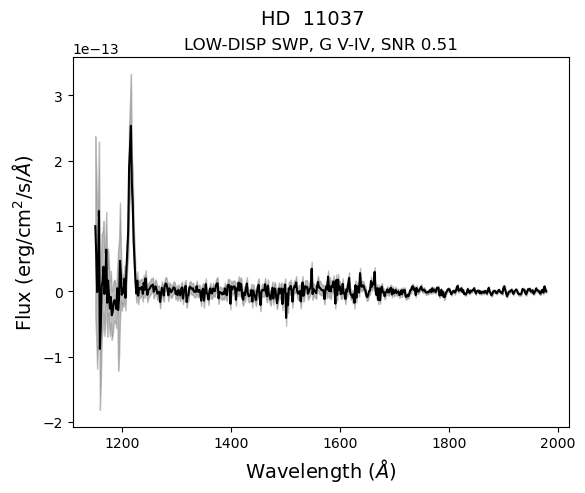 HD  11037
LOW-DISP SWP, G V-IV, SNR 0.51
1e−13
3
2
1
0
−1
−2
Flux (erg/cm²/s/Å)
1200
1400
1600
1800
2000
Wavelength (Å)